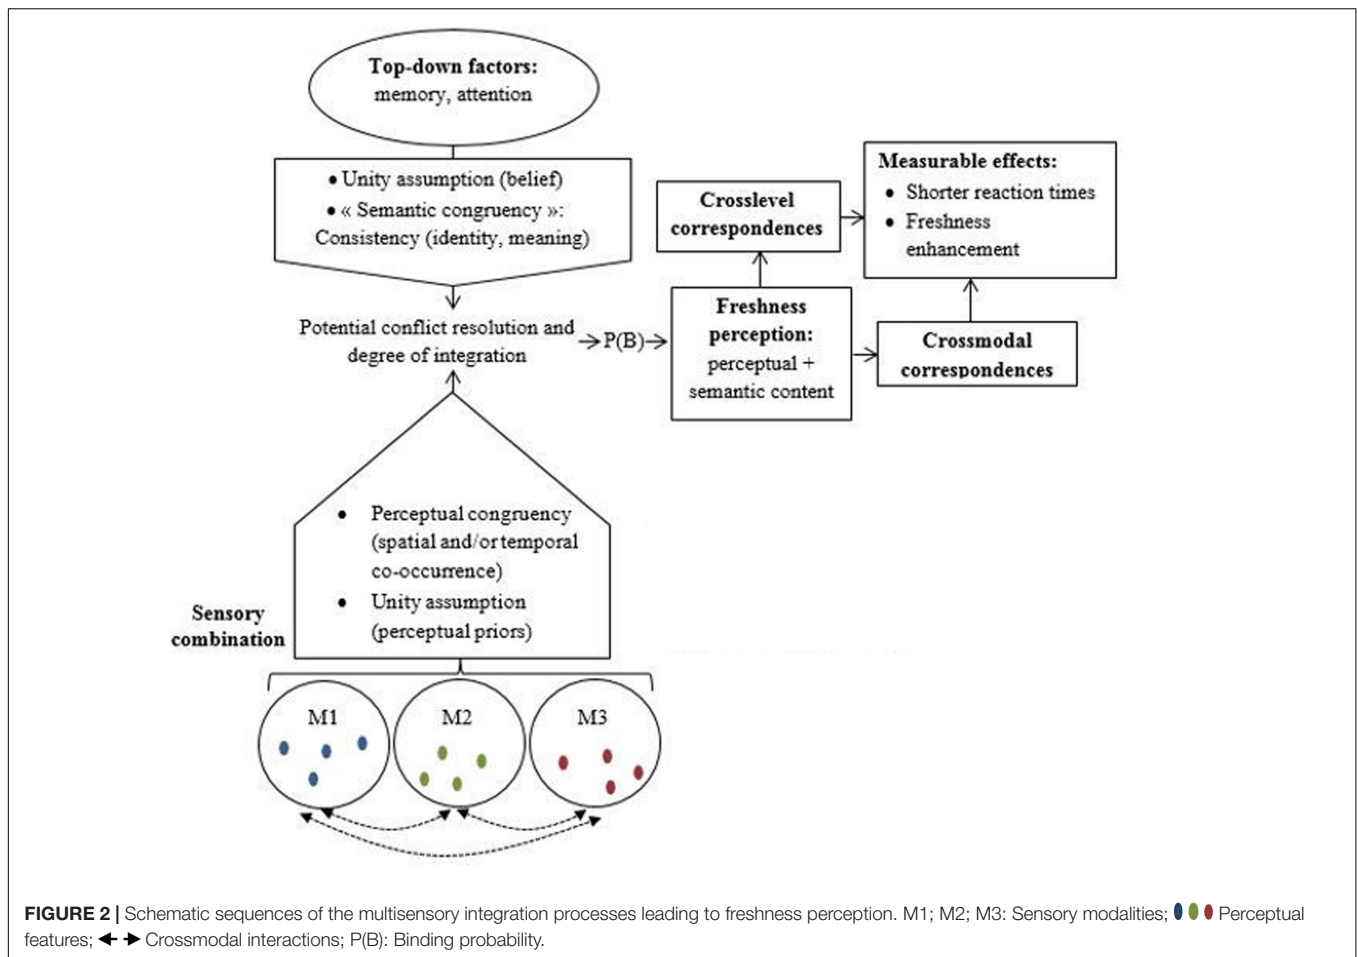 Top-down factors:
memory, attention
• Unity assumption (belief)
• « Semantic congruency »:
Consistency (identity, meaning)
Potential conflict resolution and
degree of integration
P(B)
Freshness
perception:
perceptual +
semantic content
Crosslevel
correspondences
Measurable effects:
• Shorter reaction times
• Freshness
enhancement
Crossmodal
correspondences
• Perceptual congruency
(spatial and/or temporal
co-occurrence)
• Unity assumption
(perceptual priors)
Sensory
combination
M1
M2
M3
FIGURE 2 | Schematic sequences of the multisensory integration processes leading to freshness perception. M1; M2; M3: Sensory modalities; Perceptual
features; Crossmodal interactions; P(B): Binding probability.